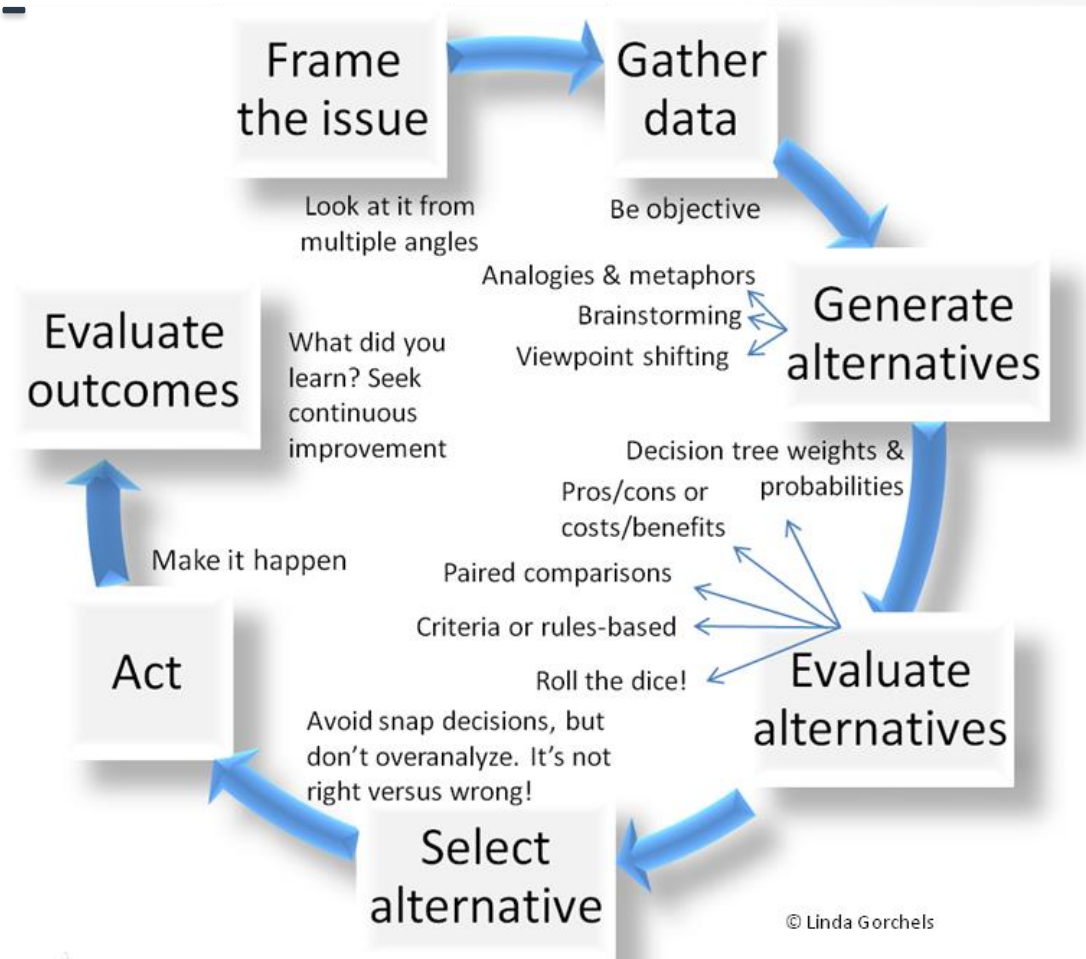 Frame
the issue
Gather
data
Look at it from
multiple angles
Be objective
Generate
alternatives
Analogies & metaphors
Brainstorming
Viewpoint shifting
Evaluate
outcomes
What did you
learn? Seek
continuous
improvement
Decision tree weights &
probabilities
Pros/cons or
costs/benefits
Paired comparisons
Criteria or rules-based
Roll the dice!
Evaluate
alternatives
Make it happen
Act
Avoid snap decisions, but
don't overanalyze. It's not
right versus wrong!
Select
alternative
© Linda Gorchels